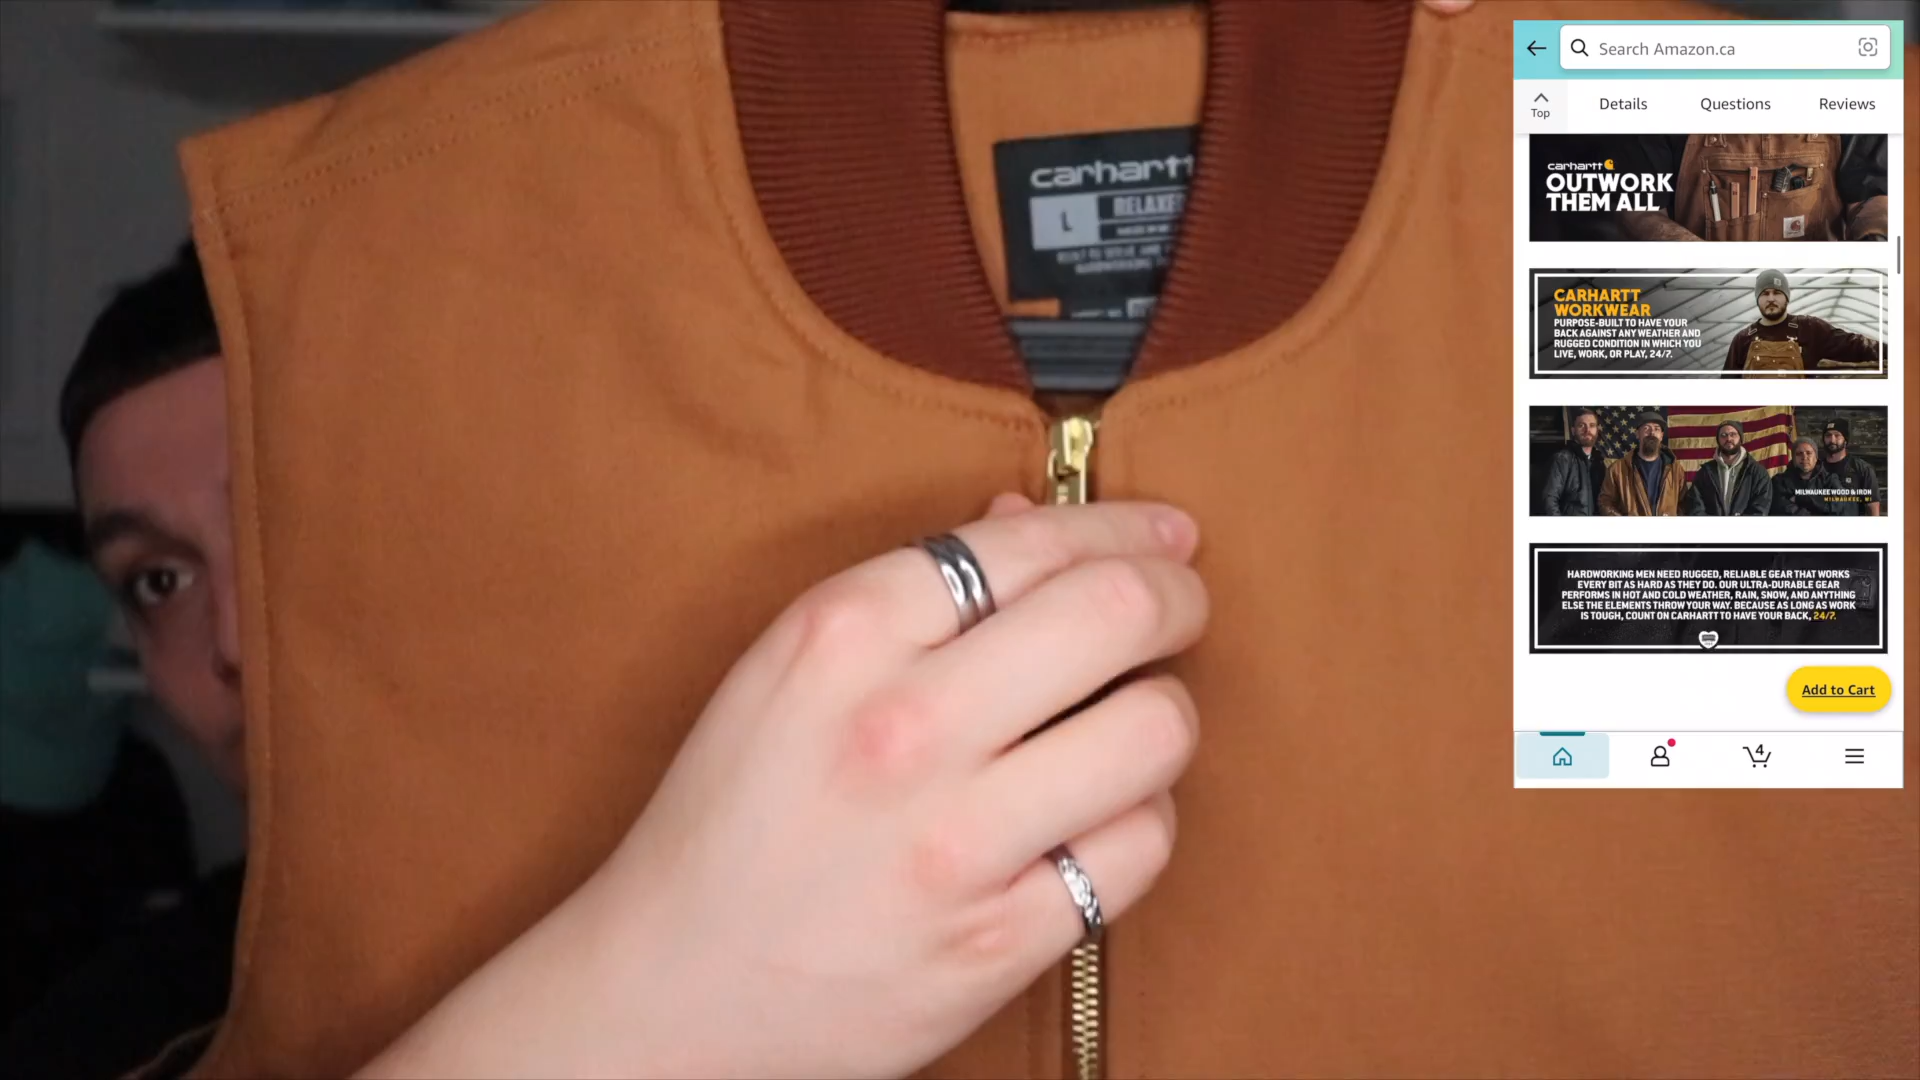 carhartt
L
RELAXE
Search Amazon.ca
Top
Details
Questions
Reviews
carhartt
OUTWORK
THEM ALL
CARHARTT
WORKWEAR
PURPOSE-BUILT TO HAVE YOUR
BACK AGAINST ANY WEATHER AND
RUGGED CONDITION IN WHICH YOU
LIVE, WORK, OR PLAY, 24/7.
MILWAUKEE WOOD & IRON
MILWAUKEE, WI
HARDWORKING MEN NEED RUGGED, RELIABLE GEAR THAT WORKS
EVERY BIT AS HARD AS THEY DO. OUR ULTRA-DURABLE GEAR
PERFORMS IN HOT AND COLD WEATHER, RAIN, SNOW, AND ANYTHING
ELSE THE ELEMENTS THROW YOUR WAY. BECAUSE AS LONG AS WORK
IS TOUGH, COUNT ON CARHARTT TO HAVE YOUR BACK, 24/7.
Add to Cart
4